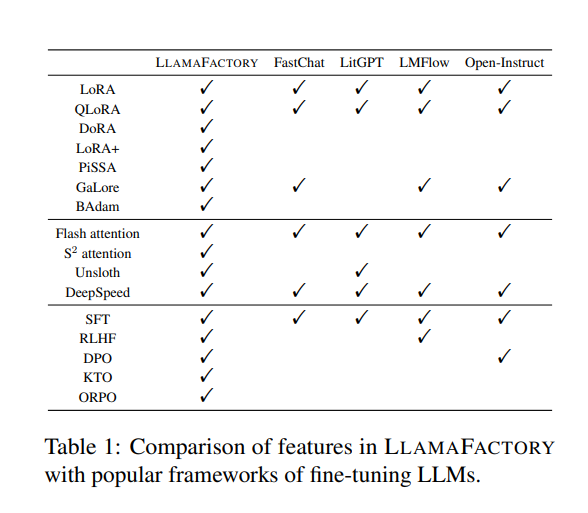 LLAMAFACTORY FastChat LitGPT LMFlow Open-Instruct
LoRA ✓ ✓ ✓ ✓ ✓
QLoRA ✓ ✓ ✓ ✓ ✓
DoRA ✓
LoRA+ ✓
PiSSA ✓
GaLore ✓ ✓ ✓ ✓
BAdam ✓
Flash attention ✓ ✓ ✓ ✓ ✓
S² attention ✓
Unsloth ✓ ✓
DeepSpeed ✓ ✓ ✓ ✓ ✓
SFT ✓ ✓ ✓ ✓ ✓
RLHF ✓ ✓
DPO ✓ ✓
KTO ✓
ORPO ✓
Table 1: Comparison of features in LLAMAFACTORY
with popular frameworks of fine-tuning LLMs.